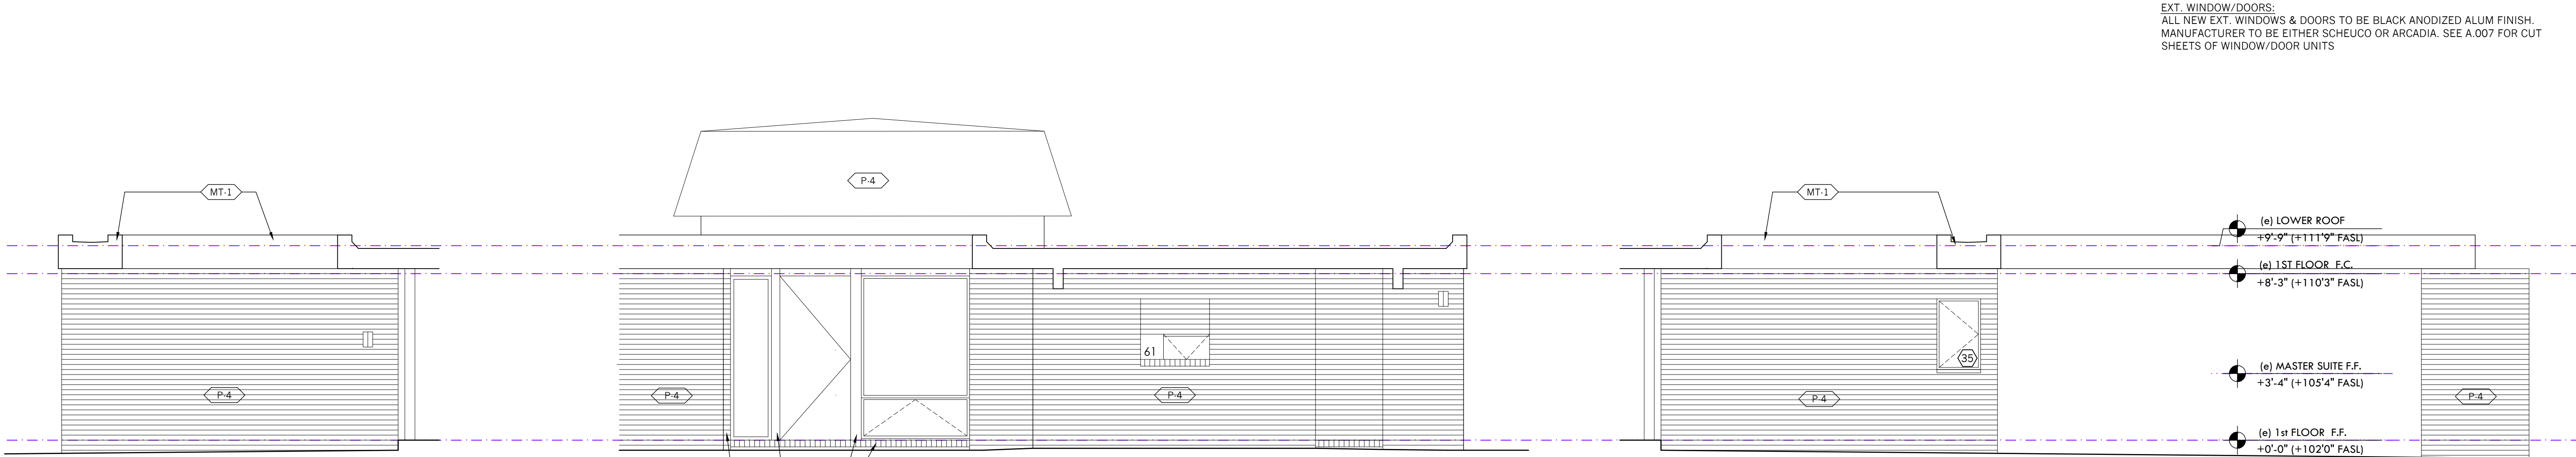 EXT. WINDOW/DOORS:
ALL NEW EXT. WINDOWS & DOORS TO BE BLACK ANODIZED ALUM FINISH.
MANUFACTURER TO BE EITHER SCHEUCO OR ARCADIA. SEE A.007 FOR CUT
SHEETS OF WINDOW/DOOR UNITS
P-4
MT-1
MT-1
(e) LOWER ROOF
+9'-9" (+111'9" FASL)
(e) 1ST FLOOR F.C.
+8'-3" (+110'3" FASL)
61
35
(e) MASTER SUITE F.F.
+3'-4" (+105'4" FASL)
P-4
P-4
P-4
P-4
P-4
(e) 1st FLOOR F.F.
+0'-0" (+102'0" FASL)